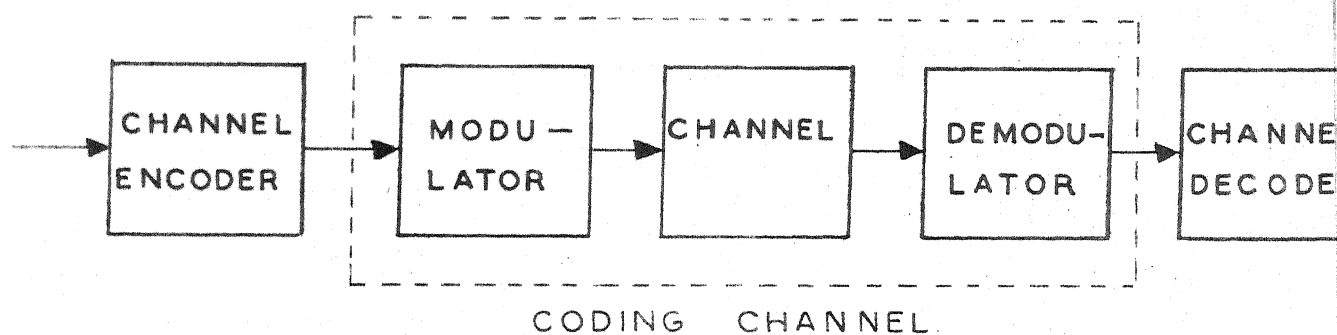 CHANNEL
ENCODER
MODU-
LATOR
CHANNEL
DEMODU-
LATOR
CHANNE
DECODE
CODING CHANNEL